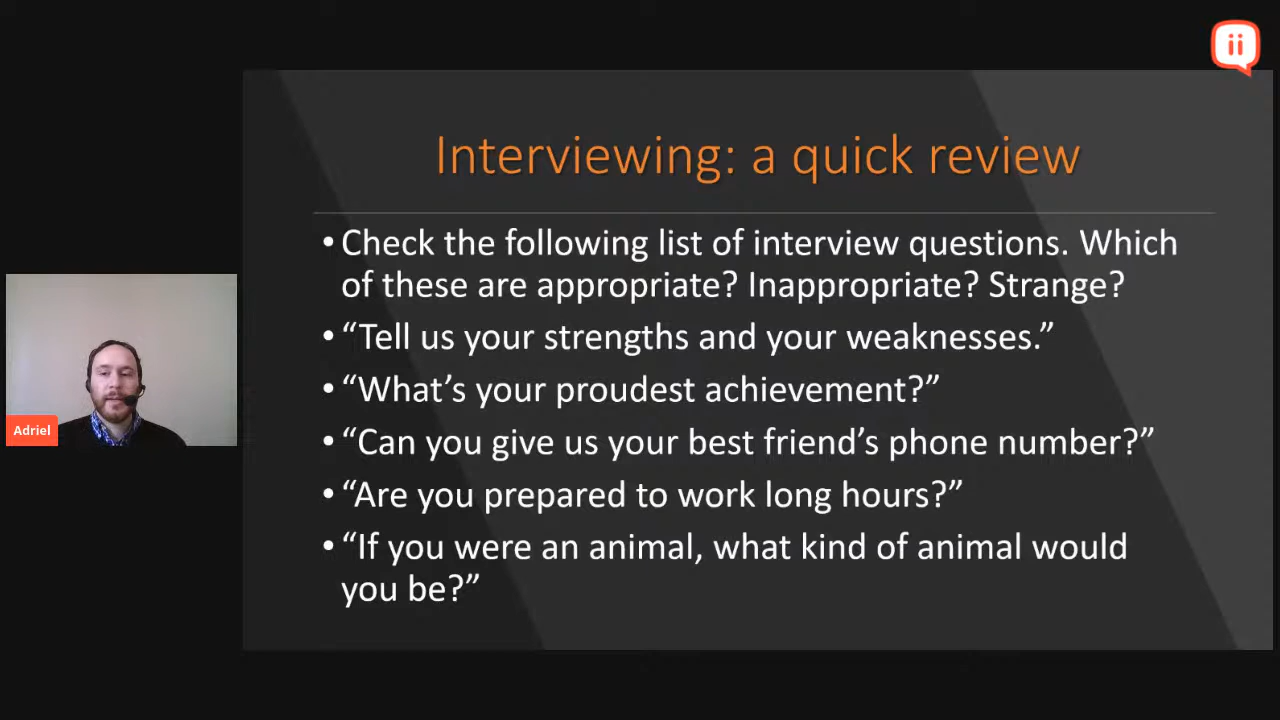 ii
Interviewing: a quick review
• Check the following list of interview questions. Which
of these are appropriate? Inappropriate? Strange?
• “Tell us your strengths and your weaknesses.”
• “What’s your proudest achievement?”
• “Can you give us your best friend’s phone number?”
• “Are you prepared to work long hours?”
• “If you were an animal, what kind of animal would
you be?”
Adriel